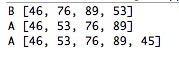 B [46, 76, 89, 53]
A [46, 53, 76, 89]
A [46, 53, 76, 89, 45]